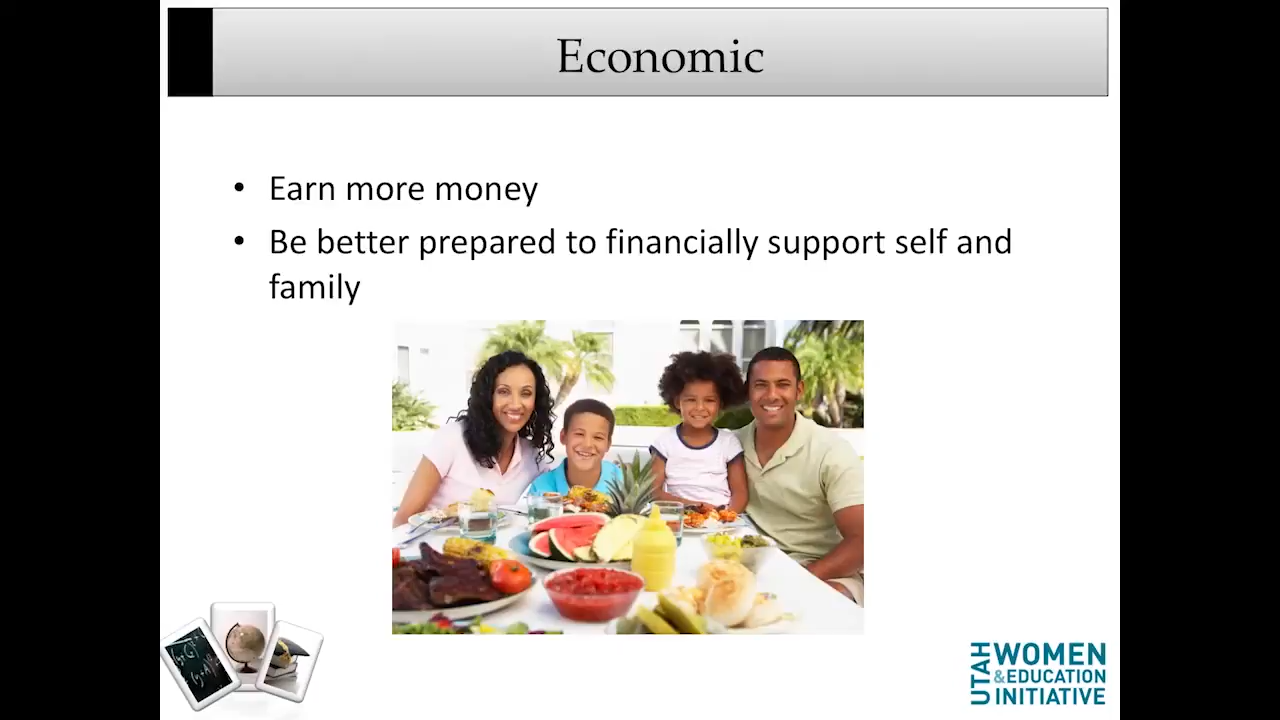 Economic
• Earn more money
• Be better prepared to financially support self and
family
UTAH
WOMEN
& EDUCATION
INITIATIVE